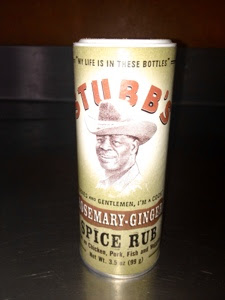 "MY LIFE IS IN THESE BOTTLES"
STUBB'S
AND GENTLEMEN, I'M A
ROSEMARY-GINGER
SPICE RUB
Chicken, Pork, Fish and
Net Wt. 3.5 oz (99 g)